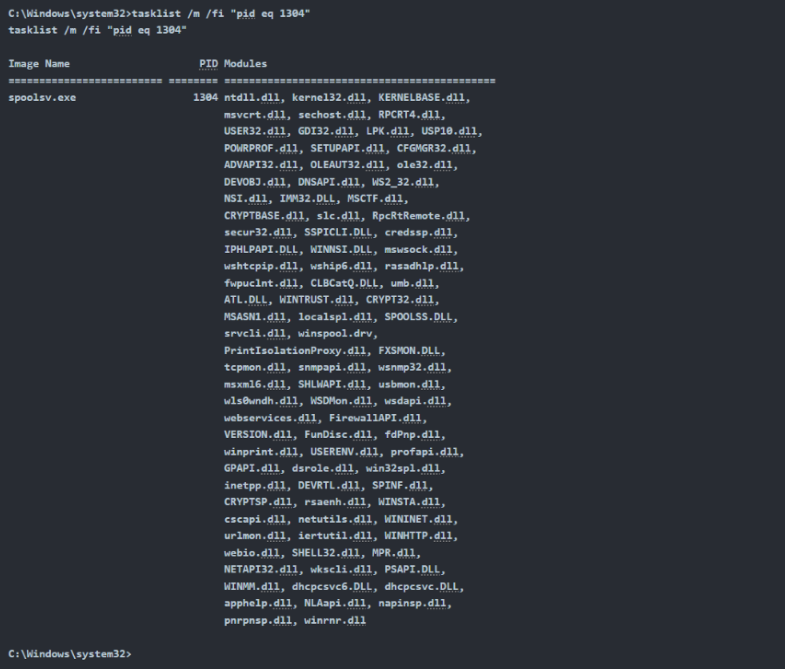 C:\Windows\system32>tasklist /m /fi "pid eq 1304"
tasklist /m /fi "pid eq 1304"
Image Name                     PID Modules
========================= ======== ============================================
spoolsv.exe                   1304 ntdll.dll, kernel32.dll, KERNELBASE.dll,
                                   msvcrt.dll, sechost.dll, RPCRT4.dll,
                                   USER32.dll, GDI32.dll, LPK.dll, USP10.dll,
                                   POWRPROF.dll, SETUPAPI.dll, CFGMGR32.dll,
                                   ADVAPI32.dll, OLEAUT32.dll, ole32.dll,
                                   DEVOBJ.dll, DNSAPI.dll, WS2_32.dll,
                                   NSI.dll, IMM32.DLL, MSCTF.dll,
                                   CRYPTBASE.dll, slc.dll, RpcRtRemote.dll,
                                   secur32.dll, SSPICLI.DLL, credssp.dll,
                                   IPHLPAPI.DLL, WINNSI.DLL, mswsock.dll,
                                   wshtcpip.dll, wship6.dll, rasadhlp.dll,
                                   fwpuclnt.dll, CLBCatQ.DLL, umb.dll,
                                   ATL.DLL, WINTRUST.dll, CRYPT32.dll,
                                   MSASN1.dll, localspl.dll, SPOOLSS.DLL,
                                   srvcli.dll, winspool.drv,
                                   PrintIsolationProxy.dll, FXSMON.DLL,
                                   tcpmon.dll, snmpapi.dll, wsnmp32.dll,
                                   msxml6.dll, SHLWAPI.dll, usbmon.dll,
                                   wls0wndh.dll, WSDMon.dll, wsdapi.dll,
                                   webservices.dll, FirewallAPI.dll,
                                   VERSION.dll, FunDisc.dll, fdPnp.dll,
                                   winprint.dll, USERENV.dll, profapi.dll,
                                   GPAPI.dll, dsrole.dll, win32spl.dll,
                                   inetpp.dll, DEVRTL.dll, SPINF.dll,
                                   CRYPTSP.dll, rsaenh.dll, WINSTA.dll,
                                   cscapi.dll, netutils.dll, WININET.dll,
                                   urlmon.dll, iertutil.dll, WINHTTP.dll,
                                   webio.dll, SHELL32.dll, MPR.dll,
                                   NETAPI32.dll, wkscli.dll, PSAPI.DLL,
                                   WINMM.dll, dhcpcsvc6.DLL, dhcpcsvc.DLL,
                                   apphelp.dll, NLAapi.dll, napinsp.dll,
                                   pnrpnsp.dll, winrnr.dll
C:\Windows\system32>